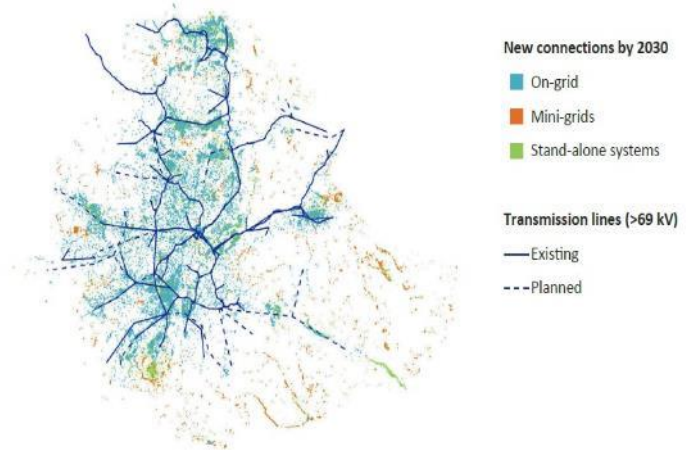 New connections by 2030
On-grid
Mini-grids
Stand-alone systems
Transmission lines (>69 kV)
Existing
Planned